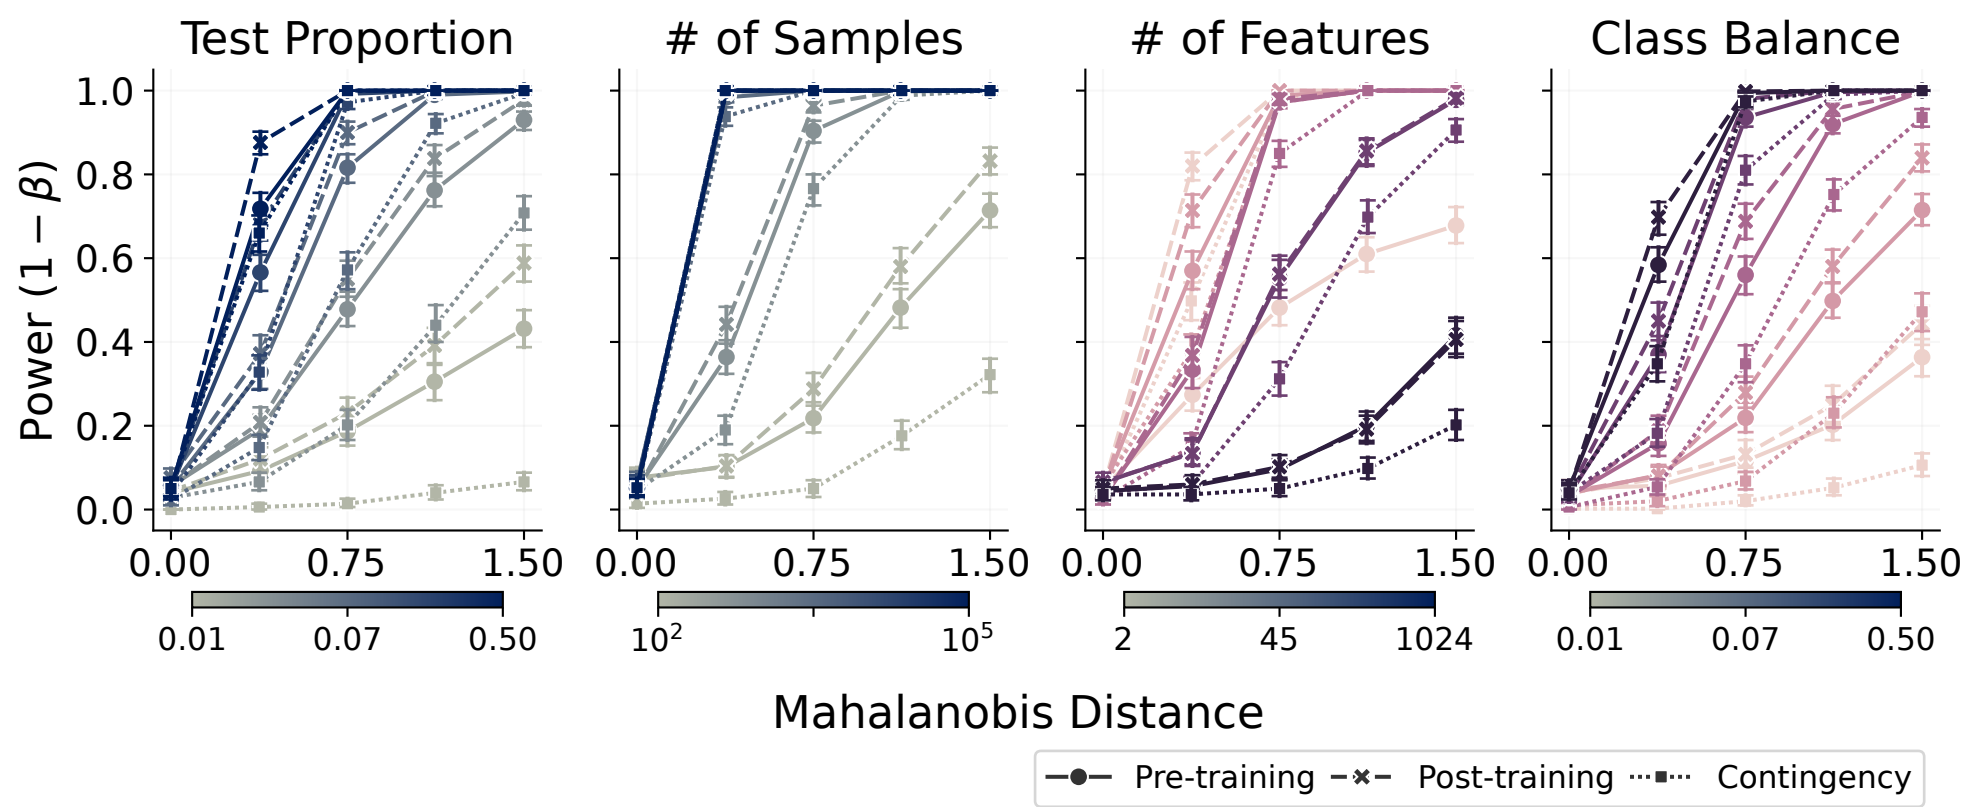 Test Proportion # of Samples # of Features Class Balance
Power (1 − β)
1.0
0.8
0.6
0.4
0.2
0.0
0.00 0.75 1.50 0.00 0.75 1.50 0.00 0.75 1.50 0.00 0.75 1.50
0.01 0.07 0.50 10² 10⁵ 2 45 1024 0.01 0.07 0.50
Mahalanobis Distance
Pre-training Post-training Contingency